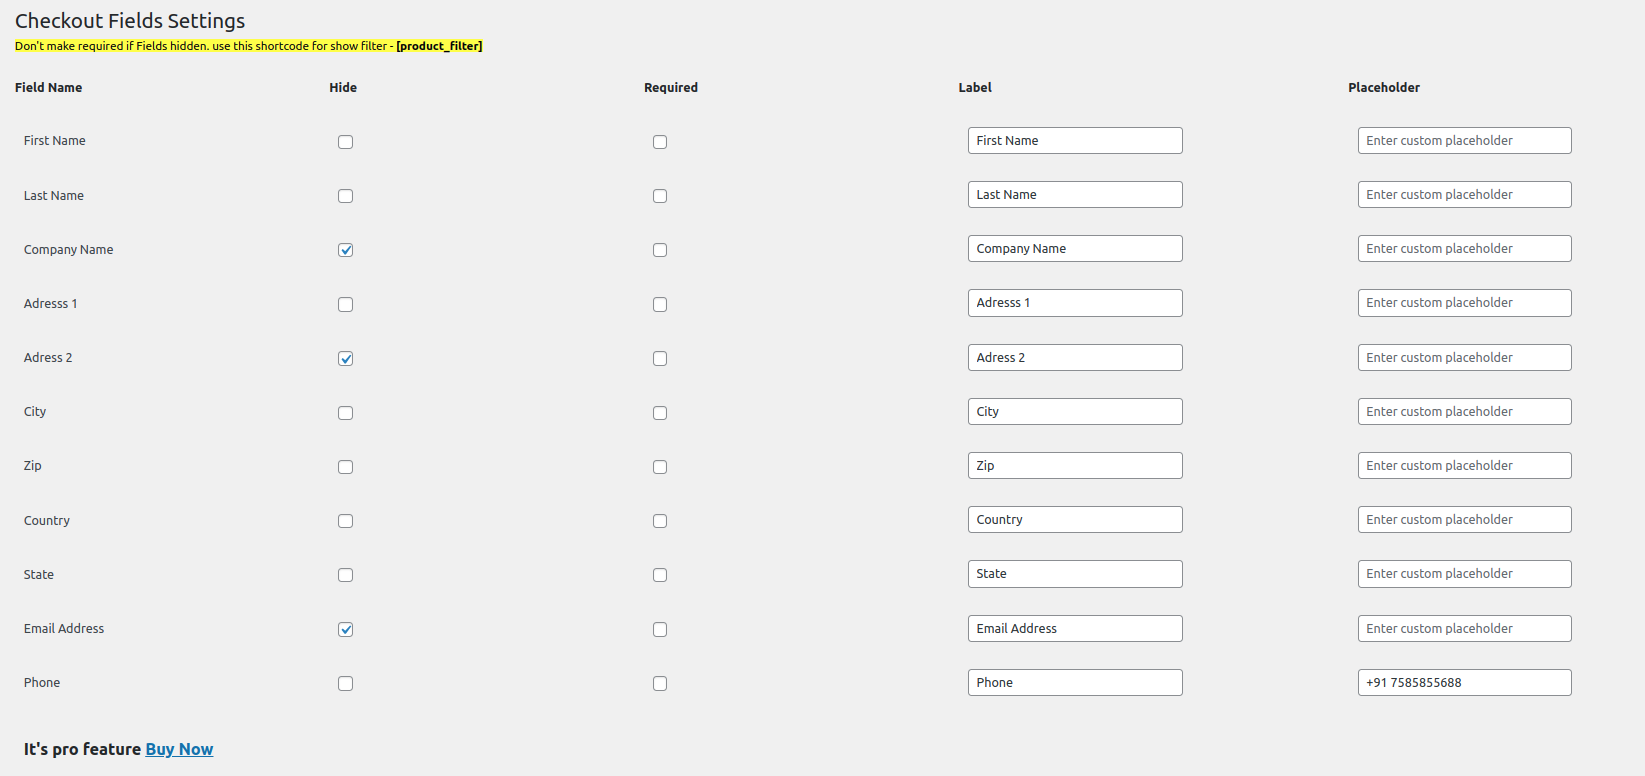 Checkout Fields Settings
Don't make required if Fields hidden. use this shortcode for show filter - [product_filter]
Field Name Hide Required Label Placeholder
First Name First Name Enter custom placeholder
Last Name Last Name Enter custom placeholder
Company Name Company Name Enter custom placeholder
Adresss 1 Adresss 1 Enter custom placeholder
Adress 2 Adress 2 Enter custom placeholder
City City Enter custom placeholder
Zip Zip Enter custom placeholder
Country Country Enter custom placeholder
State State Enter custom placeholder
Email Address Email Address Enter custom placeholder
Phone Phone +91 7585855688
It's pro feature Buy Now